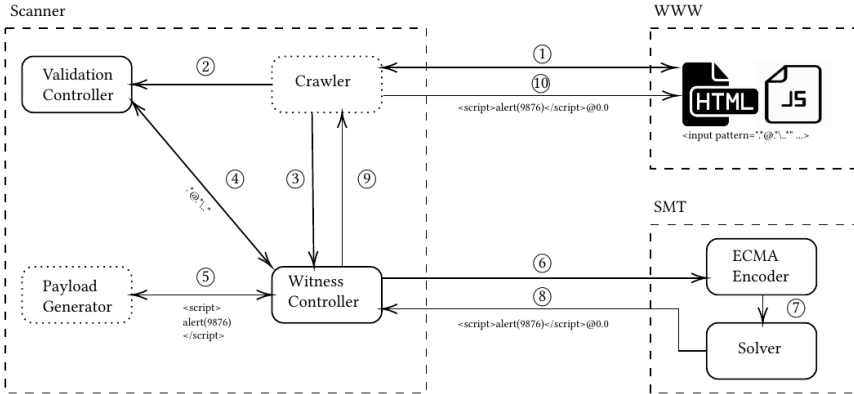 Scanner
WWW
Validation
Controller
②
Crawler
①
⑩
<script>alert(9876)</script>@0.0
HTML
JS
<input pattern=".*@.*\..*" ...>
④
.*@.*\..*
③
⑨
SMT
Payload
Generator
⑤
<script>
alert(9876)
</script>
Witness
Controller
⑥
⑧
<script>alert(9876)</script>@0.0
ECMA
Encoder
⑦
Solver